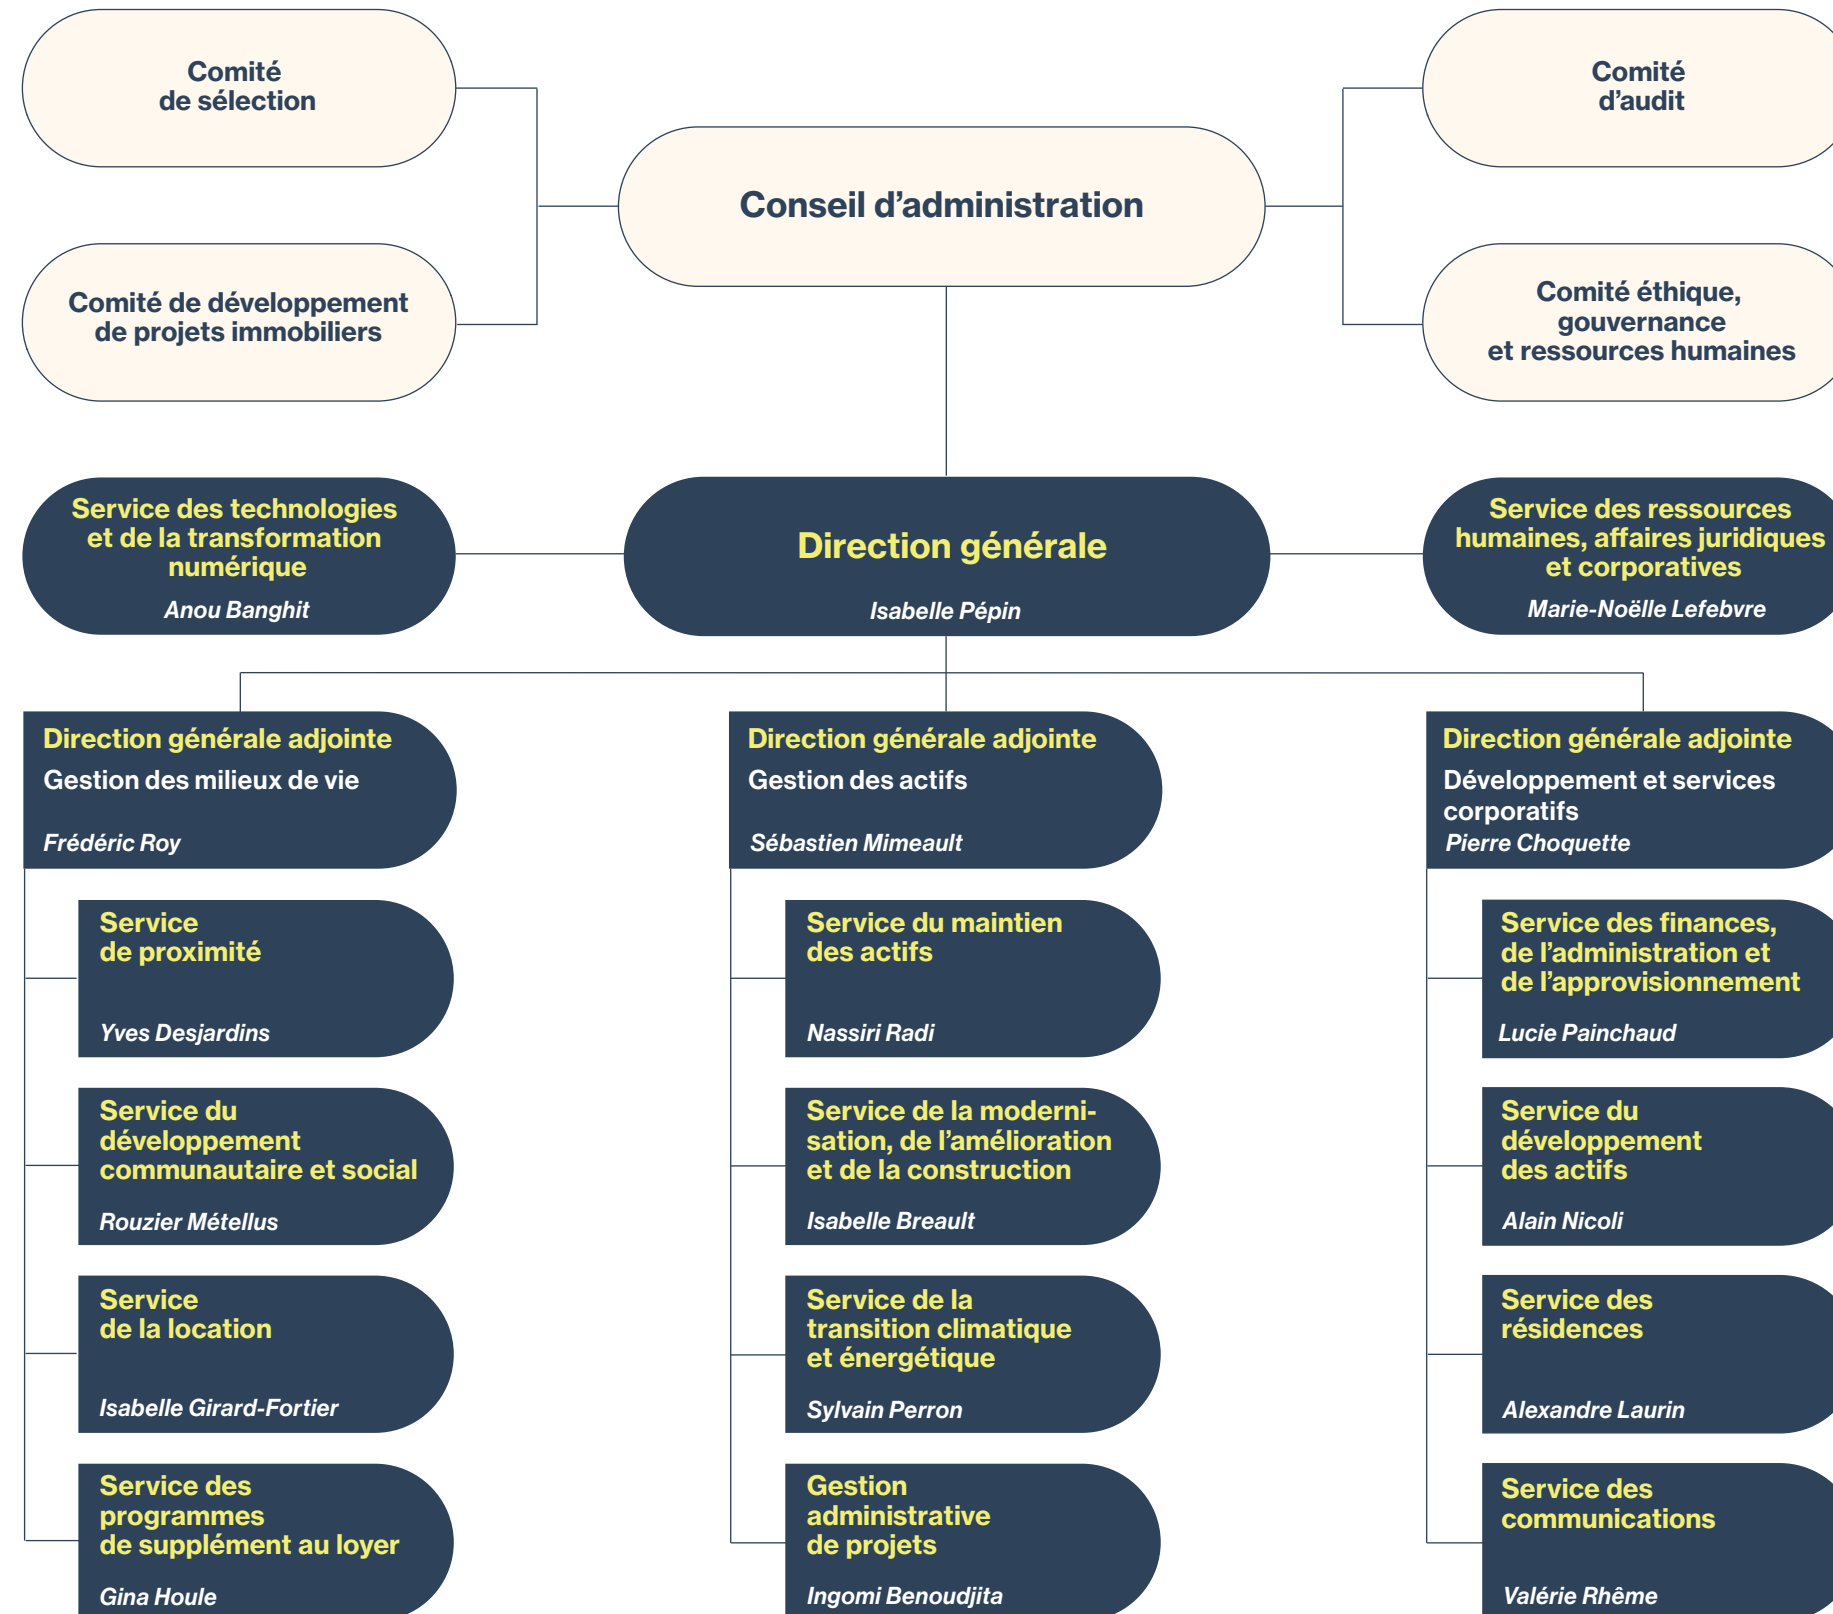 Comité
de sélection
Comité
d’audit
Conseil d’administration
Comité de développement
de projets immobiliers
Comité éthique,
gouvernance
et ressources humaines
Service des technologies
et de la transformation
numérique
Anou Banghit
Direction générale
Isabelle Pépin
Service des ressources
humaines, affaires juridiques
et corporatives
Marie-Noëlle Lefebvre
Direction générale adjointe
Gestion des milieux de vie
Frédéric Roy
Service
de proximité
Yves Desjardins
Service du
développement
communautaire et social
Rouzier Métellus
Service
de la location
Isabelle Girard-Fortier
Service des
programmes
de supplément au loyer
Gina Houle
Direction générale adjointe
Gestion des actifs
Sébastien Mimeault
Service du maintien
des actifs
Nassiri Radi
Service de la moderni-
sation, de l’amélioration
et de la construction
Isabelle Breault
Service de la
transition climatique
et énergétique
Sylvain Perron
Gestion
administrative
de projets
Ingomi Benoudjita
Direction générale adjointe
Développement et services
corporatifs
Pierre Choquette
Service des finances,
de l’administration et
de l’approvisionnement
Lucie Painchaud
Service du
développement
des actifs
Alain Nicoli
Service des
résidences
Alexandre Laurin
Service des
communications
Valérie Rhême